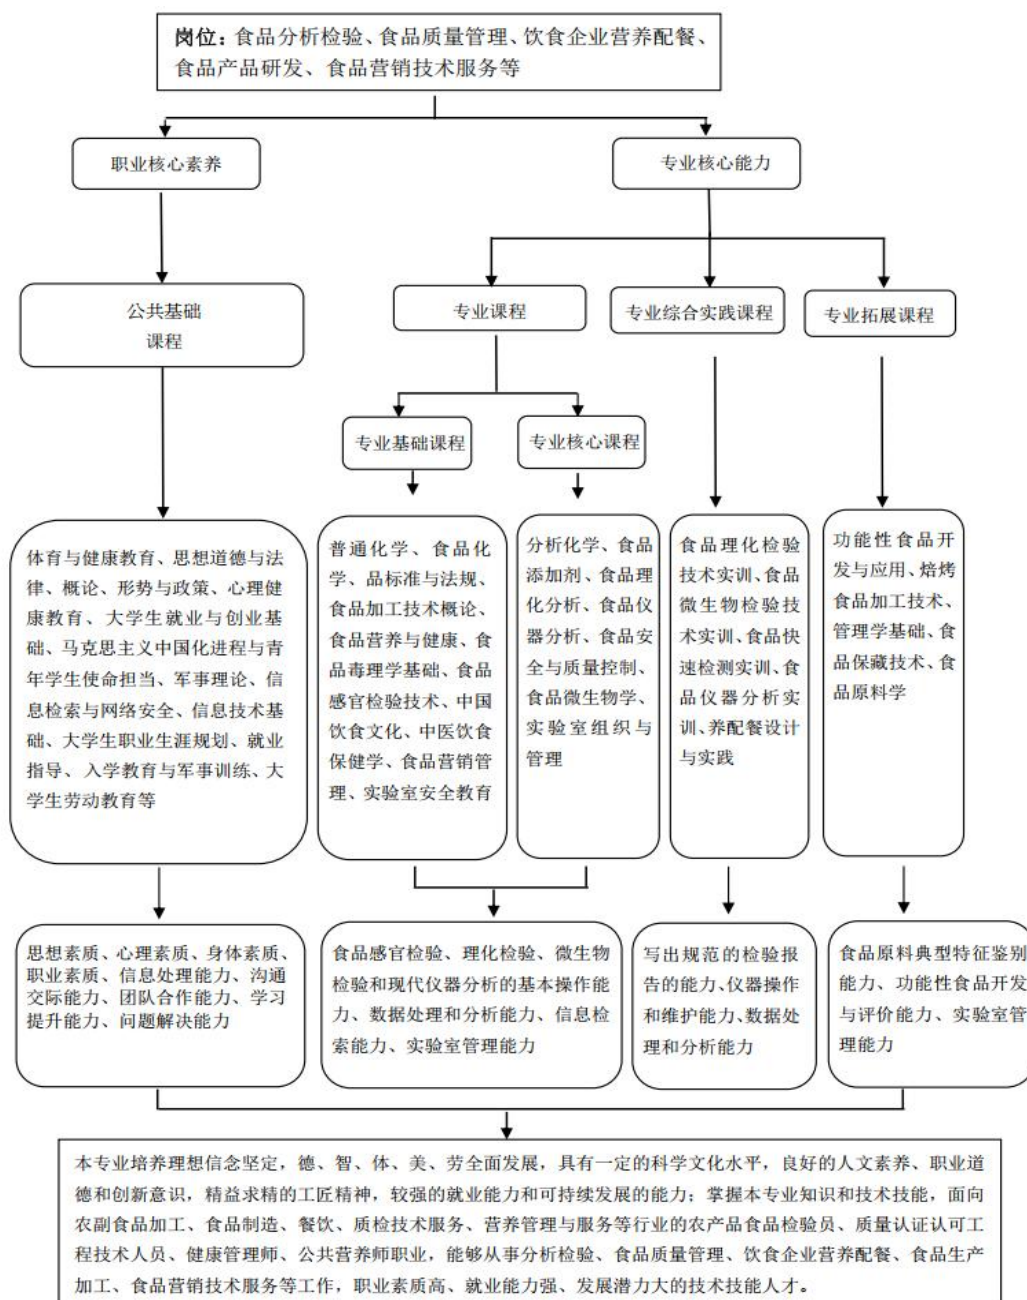 岗位：食品分析检验、食品质量管理、饮食企业营养配餐、
食品产品研发、食品营销技术服务等
职业核心素养
专业核心能力
公共基础
课程
专业课程
专业综合实践课程
专业拓展课程
专业基础课程
专业核心课程
体育与健康教育、思想道德与法
律、概论、形势与政策、心理健
康教育、大学生就业与创业基
础、马克思主义中国化进程与青
年学生使命担当、军事理论、信
息检索与网络安全、信息技术基
础、大学生职业生涯规划、就业
指导、入学教育与军事训练、大
学生劳动教育等
普通化学、食品化
学、品标准与法规、
食品加工技术概论、
食品营养与健康、食
品毒理学基础、食品
感官检验技术、中国
饮食文化、中医饮食
保健学、食品营销管
理、实验室安全教育
分析化学、食品
添加剂、食品理
化分析、食品仪
器分析、食品安
全与质量控制、
食品微生物学、
实验室组织与
管理
食品理化检验
技术实训、食品
微生物检验技
术实训、食品快
速检测实训、食
品仪器分析实
训、养配餐设计
与实践
功能性食品开
发与应用、焙烤
食品加工技术、
管理学基础、食
品保藏技术、食
品原料学
思想素质、心理素质、身体素质、
职业素质、信息处理能力、沟通
交际能力、团队合作能力、学习
提升能力、问题解决能力
食品感官检验、理化检验、微生物
检验和现代仪器分析的基本操作能
力、数据处理和分析能力、信息检
索能力、实验室管理能力
写出规范的检验报
告的能力、仪器操作
和维护能力、数据处
理和分析能力
食品原料典型特征鉴别
能力、功能性食品开发
与评价能力、实验室管
理能力
本专业培养理想信念坚定，德、智、体、美、劳全面发展，具有一定的科学文化水平，良好的人文素养、职业道
德和创新意识，精益求精的工匠精神，较强的就业能力和可持续发展的能力；掌握本专业知识和技术技能，面向
农副食品加工、食品制造、餐饮、质检技术服务、营养管理与服务等行业的农产品食品检验员、质量认证认可工
程技术人员、健康管理师、公共营养师职业，能够从事分析检验、食品质量管理、饮食企业营养配餐、食品生产
加工、食品营销技术服务等工作，职业素质高、就业能力强、发展潜力大的技术技能人才。